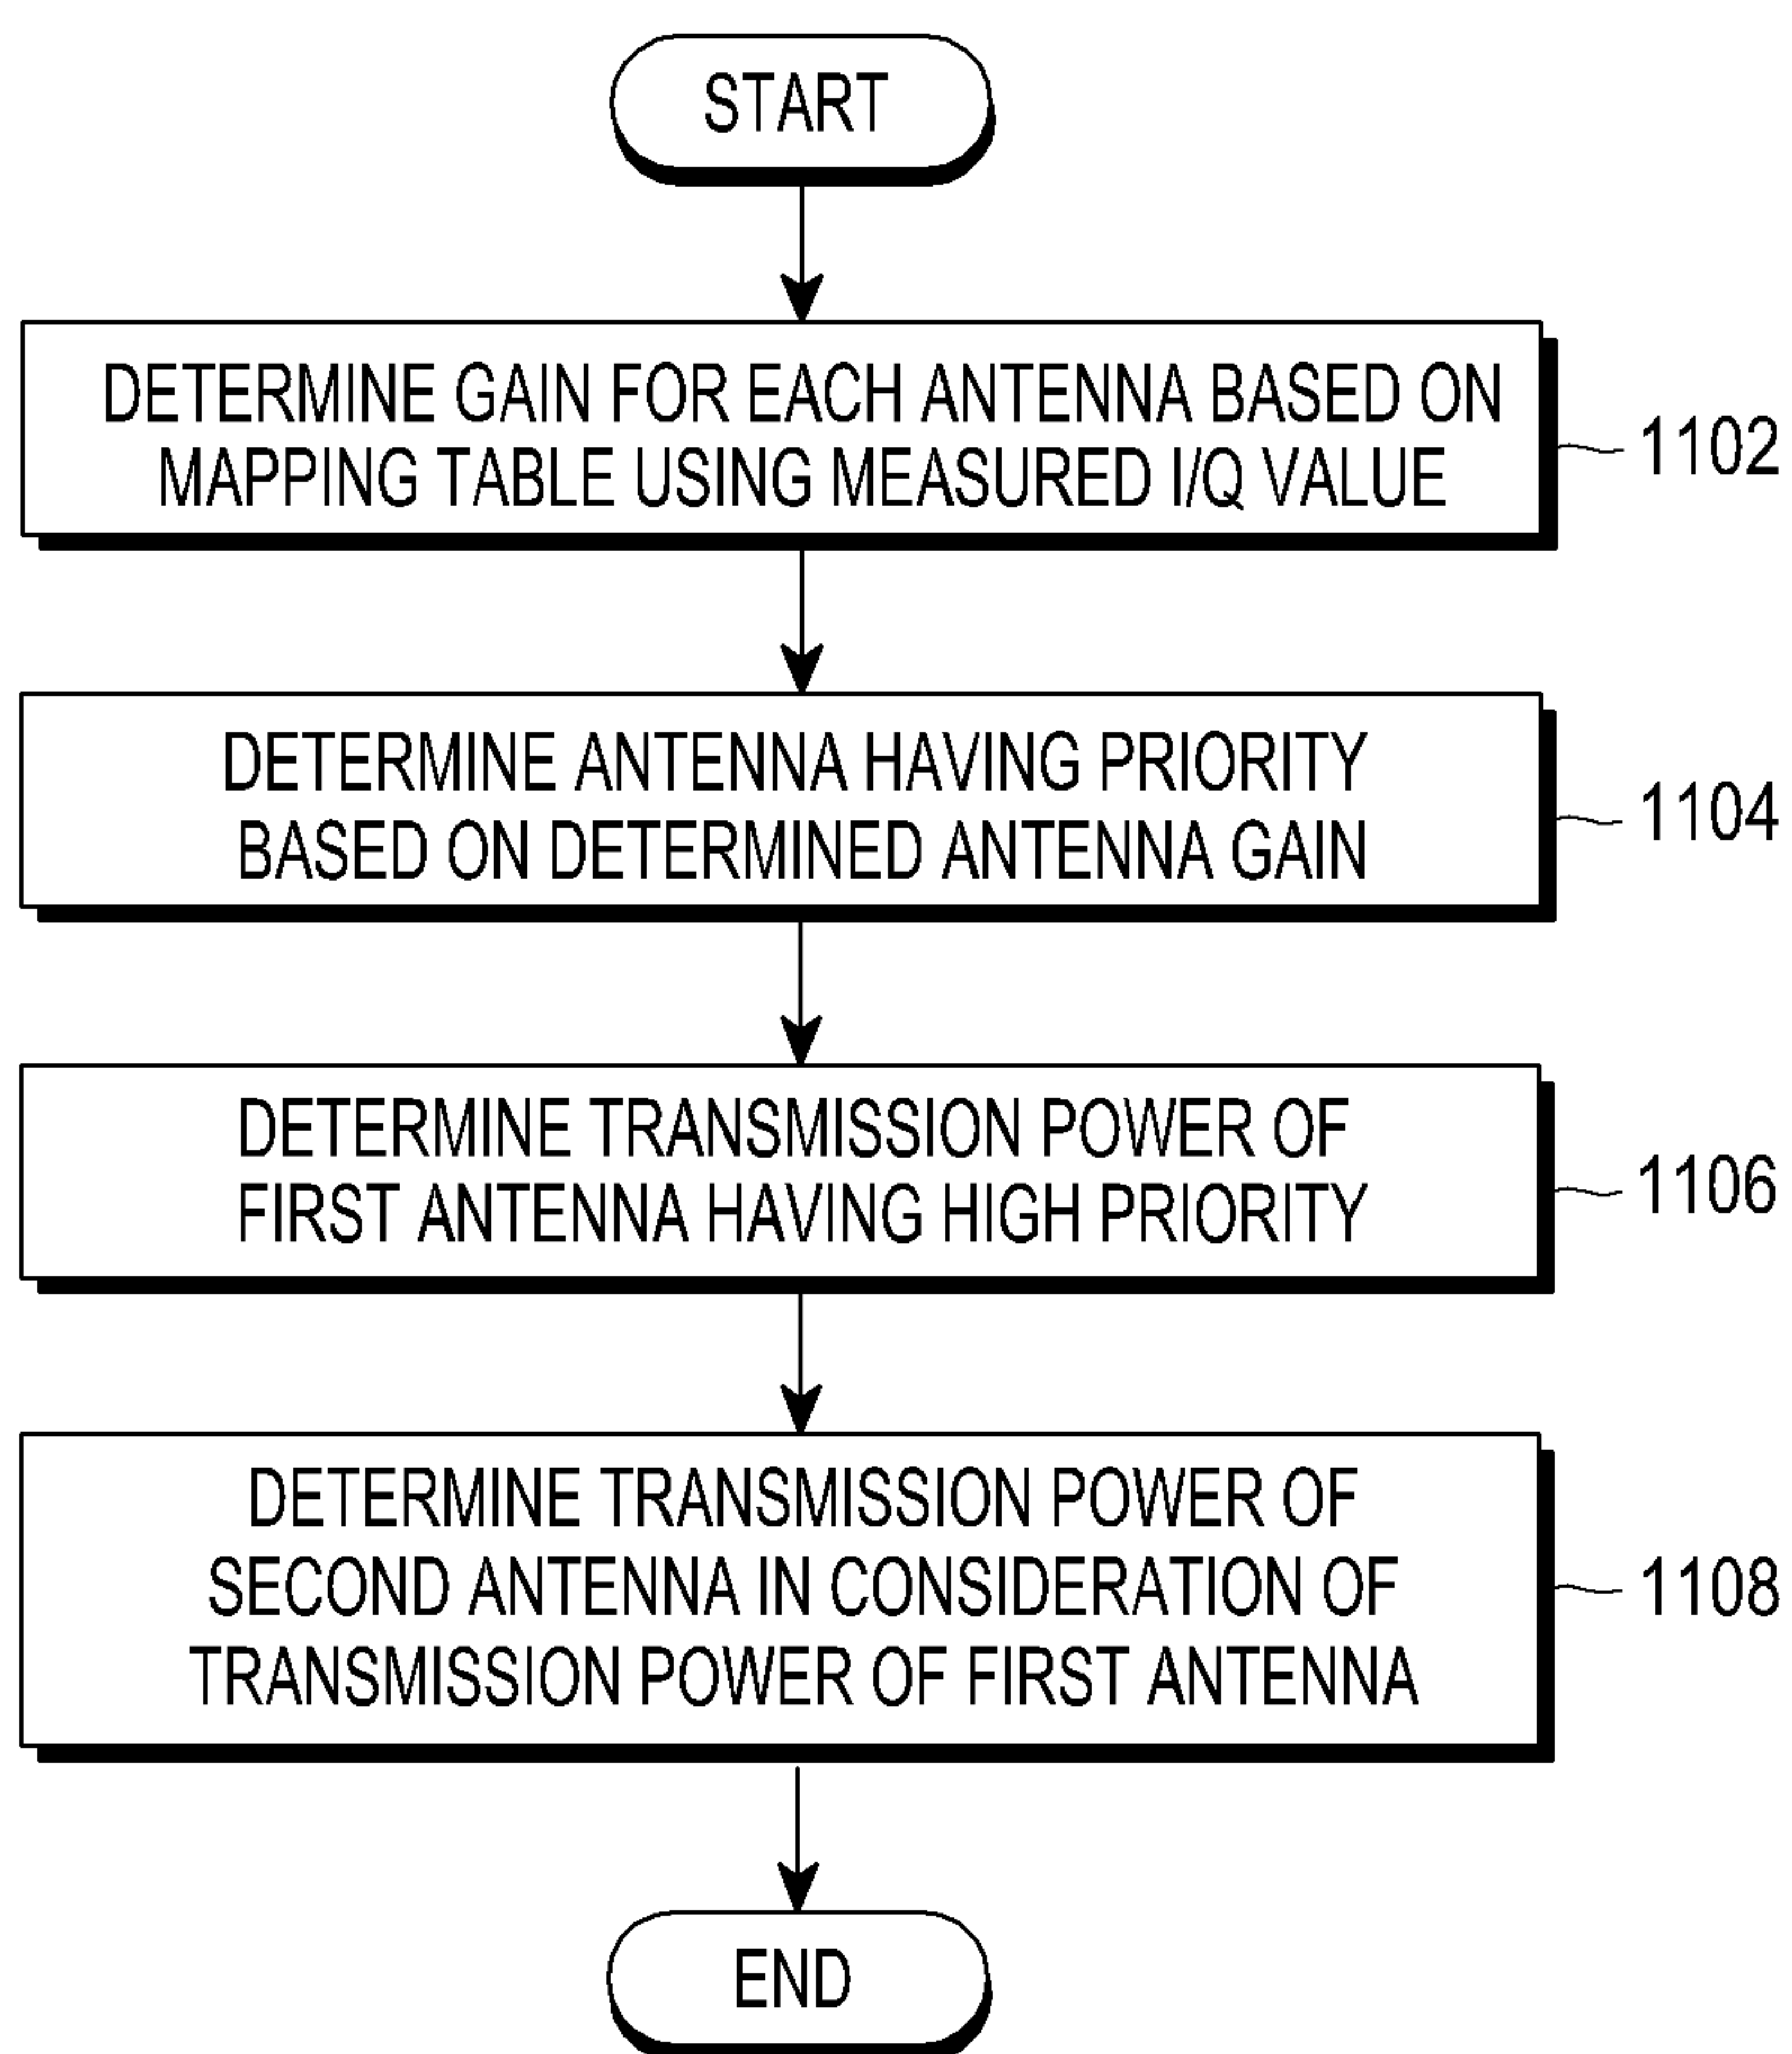 START
DETERMINE GAIN FOR EACH ANTENNA BASED ON
MAPPING TABLE USING MEASURED I/Q VALUE
1102
DETERMINE ANTENNA HAVING PRIORITY
BASED ON DETERMINED ANTENNA GAIN
1104
DETERMINE TRANSMISSION POWER OF
FIRST ANTENNA HAVING HIGH PRIORITY
1106
DETERMINE TRANSMISSION POWER OF
SECOND ANTENNA IN CONSIDERATION OF
TRANSMISSION POWER OF FIRST ANTENNA
1108
END